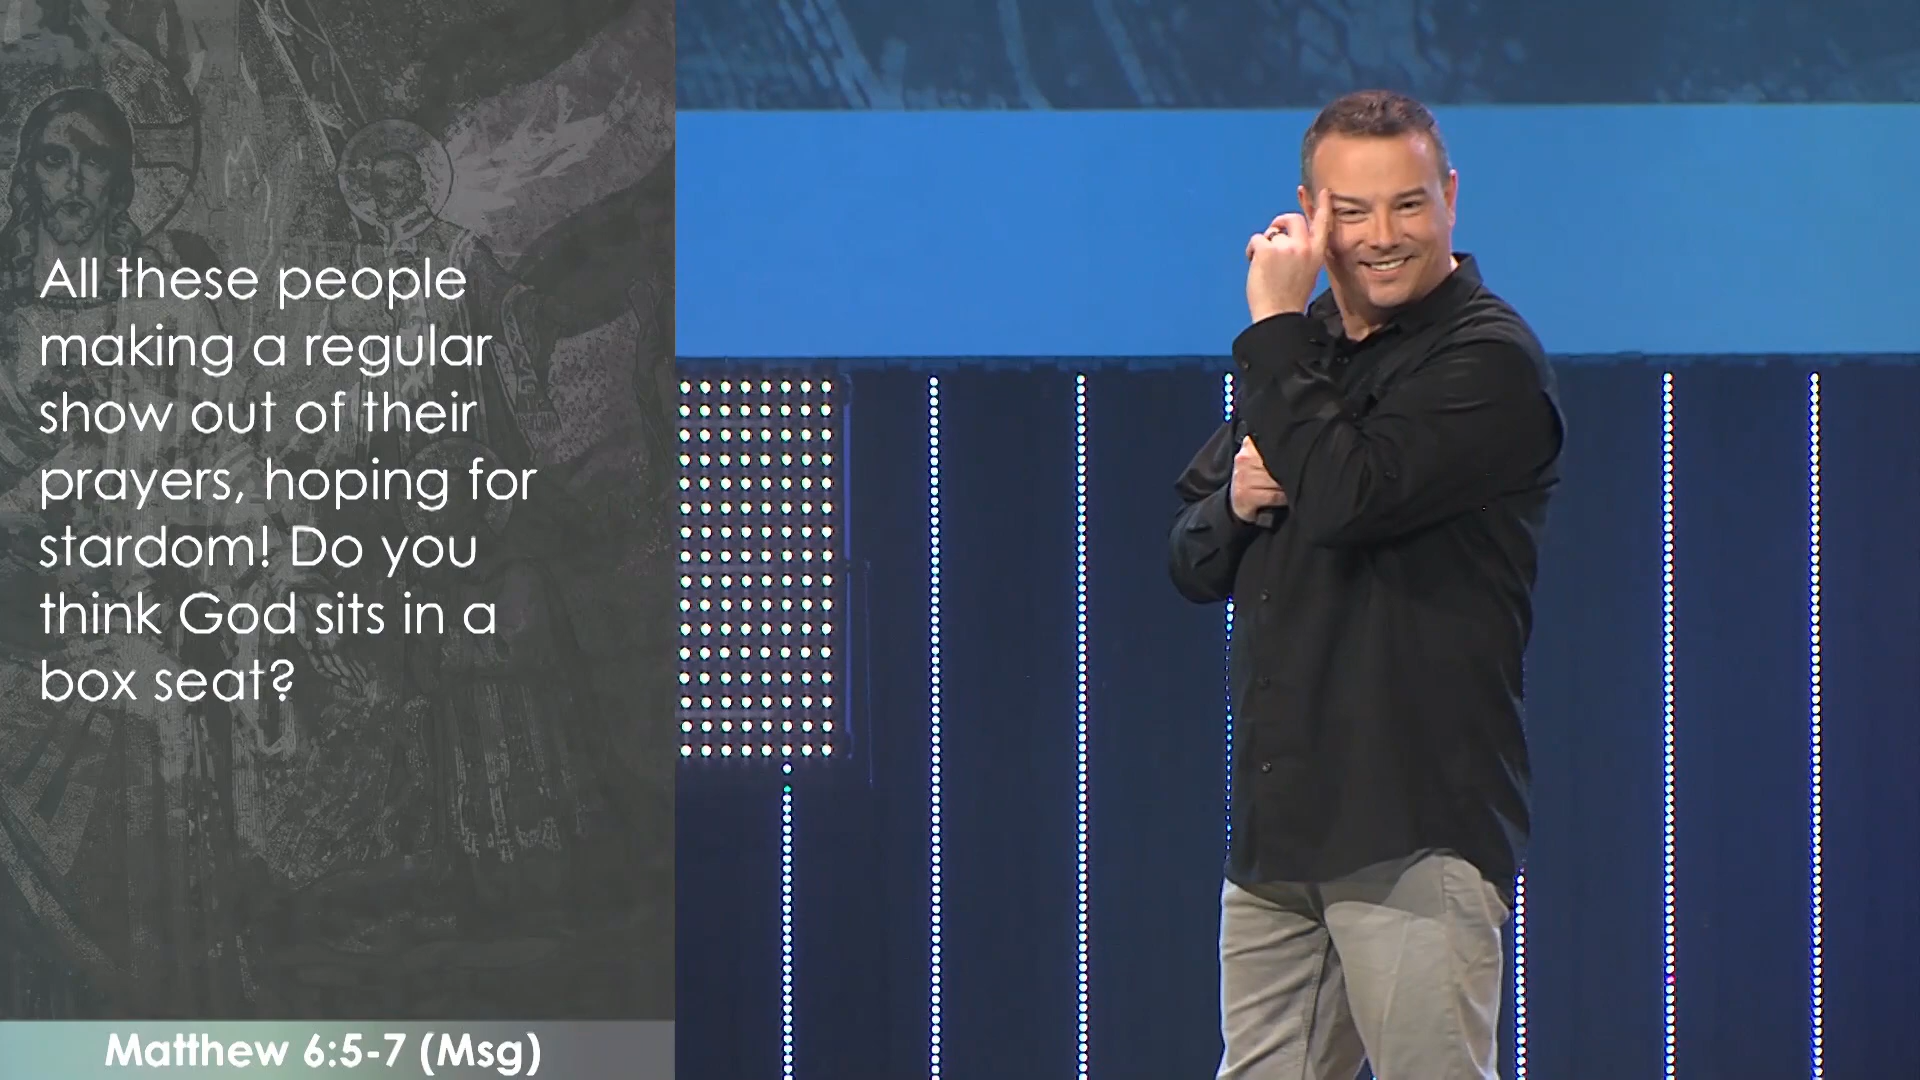 All these people
making a regular
show out of their
prayers, hoping for
stardom! Do you
think God sits in a
box seat?
Matthew 6:5-7 (Msg)